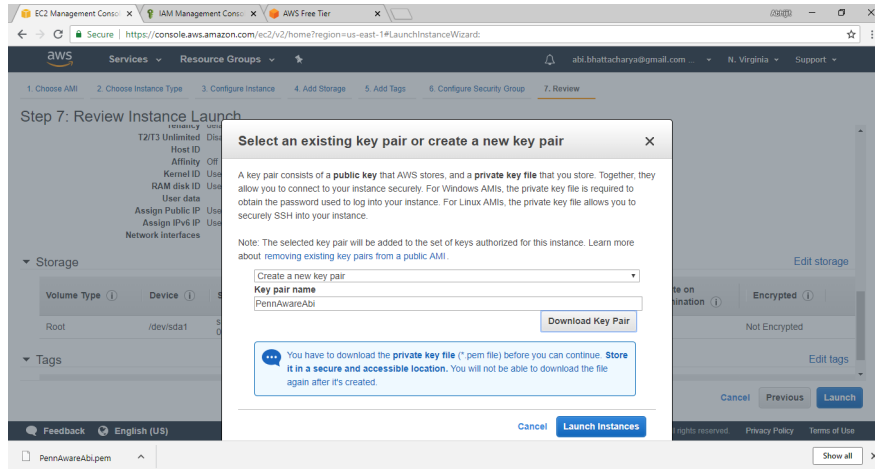 EC2 Management Conso
IAM Management Conso
AWS Free Tier
Secure | https://console.aws.amazon.com/ec2/v2/home?region=us-east-1#LaunchInstanceWizard:
aws Services Resource Groups abi.bhattacharya@gmail.com ... N. Virginia Support
1. Choose AMI 2. Choose Instance Type 3. Configure Instance 4. Add Storage 5. Add Tags 6. Configure Security Group 7. Review
Step 7: Review Instance Launch
Tenancy
T2/T3 Unlimited Disa
Host ID
Affinity Off
Kernel ID Use
RAM disk ID Use
User data
Assign Public IP Use
Assign IPv6 IP Use
Network interfaces
Storage Edit storage
Volume Type Device S te on Encrypted
mination
Root /dev/sda1 Not Encrypted
Tags Edit tags
Cancel Previous Launch
Select an existing key pair or create a new key pair
A key pair consists of a public key that AWS stores, and a private key file that you store. Together, they
allow you to connect to your instance securely. For Windows AMIs, the private key file is required to
obtain the password used to log into your instance. For Linux AMIs, the private key file allows you to
securely SSH into your instance.
Note: The selected key pair will be added to the set of keys authorized for this instance. Learn more
about removing existing key pairs from a public AMI.
Create a new key pair
Key pair name
PennAwareAbi
Download Key Pair
You have to download the private key file (*.pem file) before you can continue. Store
it in a secure and accessible location. You will not be able to download the file
again after it's created.
Cancel Launch Instances
Feedback English (US) l rights reserved. Privacy Policy Terms of Use
PennAwareAbi.pem Show all